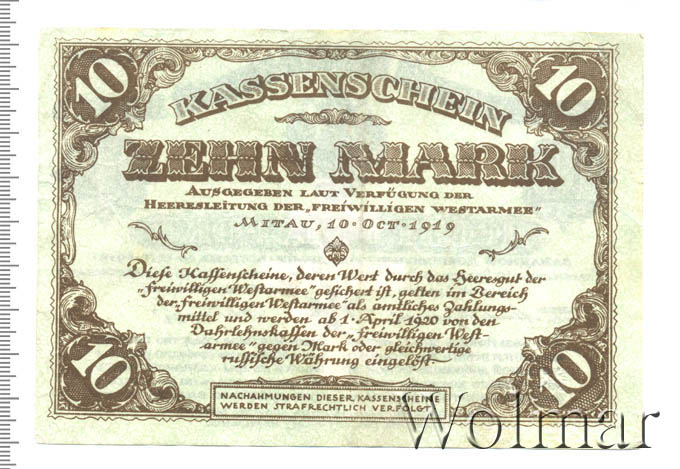 10 10
KASSENSCHEIN
ZEHN MARK
AUSGEGEBEN LAUT VERFÜGUNG DER
HEERESLEITUNG DER „FREIWILLIGEN WESTARMEE"
MITAU, 10·OCT·1919
Diese Kassenscheine, deren Wert durch das Heeresgut der
„freiwilligen Westarmee" gesichert ist, gelten im Bereich
der „freiwilligen Westarmee" als amtliches Zahlungs-
mittel und werden ab 1·April 1920 von den
Dahrlehnskassen der „freiwilligen West-
armee" gegen Mark oder gleichwertige
russische Währung eingelöst
10 10
NACHAHMUNGEN DIESER KASSENSCHEINE
WERDEN STRAFRECHTLICH VERFOLGT
Wolmar